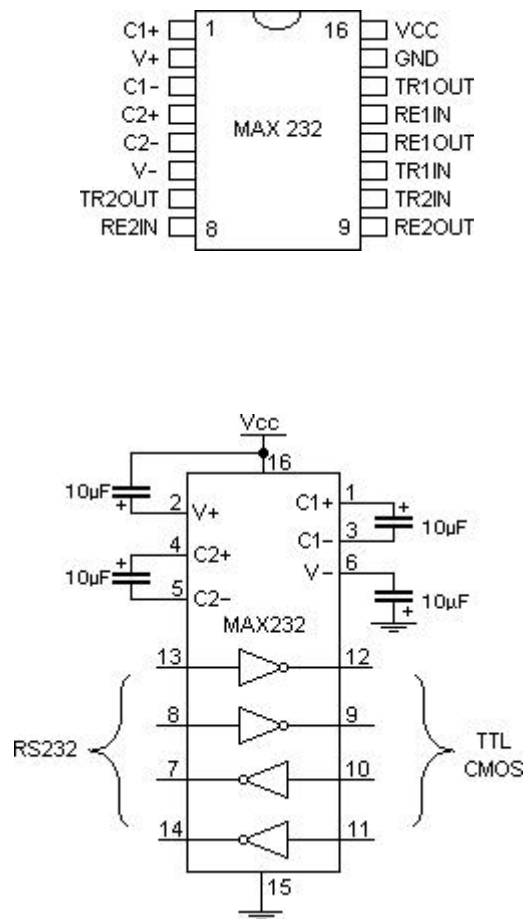 C1+ 1 16 VCC
V+ GND
C1− TR1OUT
C2+ RE1IN
MAX 232
C2- RE1OUT
V− TR1IN
TR2OUT TR2IN
RE2IN 8 9 RE2OUT
Vcc
16
10µF + 2 V+
C1+ 1 + 10µF
C1− 3
10µF + 4 C2+
V− 6
5 C2−
10µF +
MAX232
13 12
8 9
RS232
TTL
CMOS
7 10
14 11
15